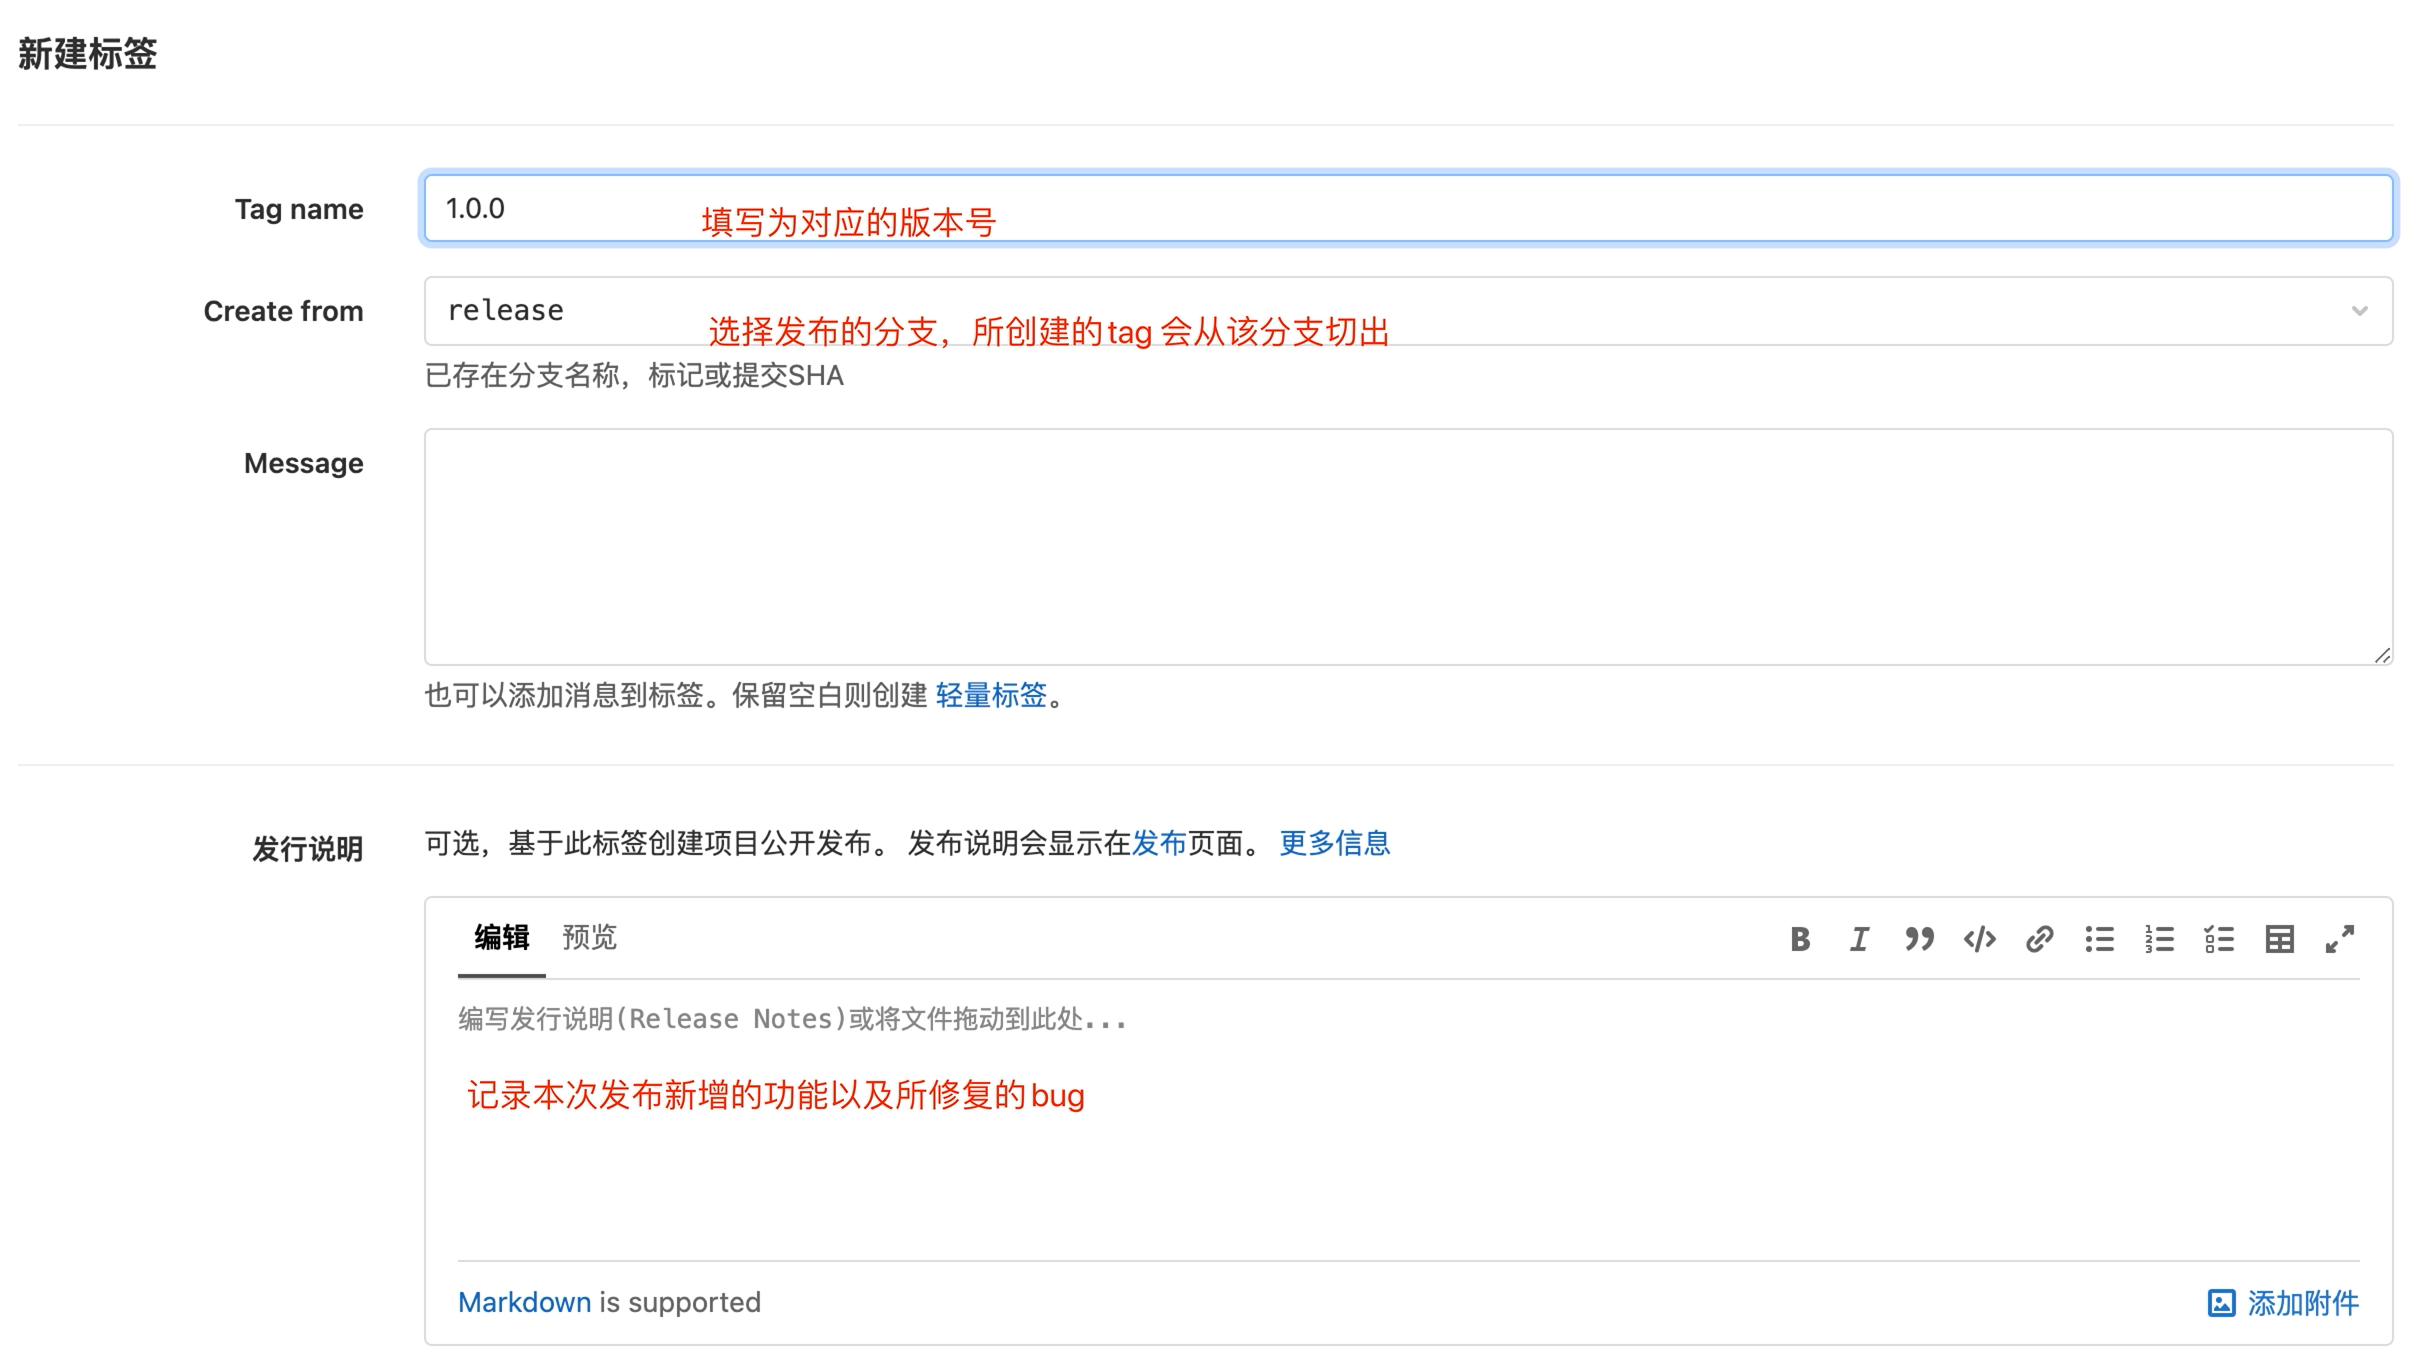 新建标签
Tag name
1.0.0
填写为对应的版本号
Create from
release
选择发布的分支，所创建的tag 会从该分支切出
已存在分支名称，标记或提交SHA
Message
也可以添加消息到标签。保留空白则创建 轻量标签。
发行说明
可选，基于此标签创建项目公开发布。 发布说明会显示在发布页面。 更多信息
编辑 预览
编写发行说明(Release Notes)或将文件拖动到此处...
记录本次发布新增的功能以及所修复的bug
Markdown is supported
添加附件